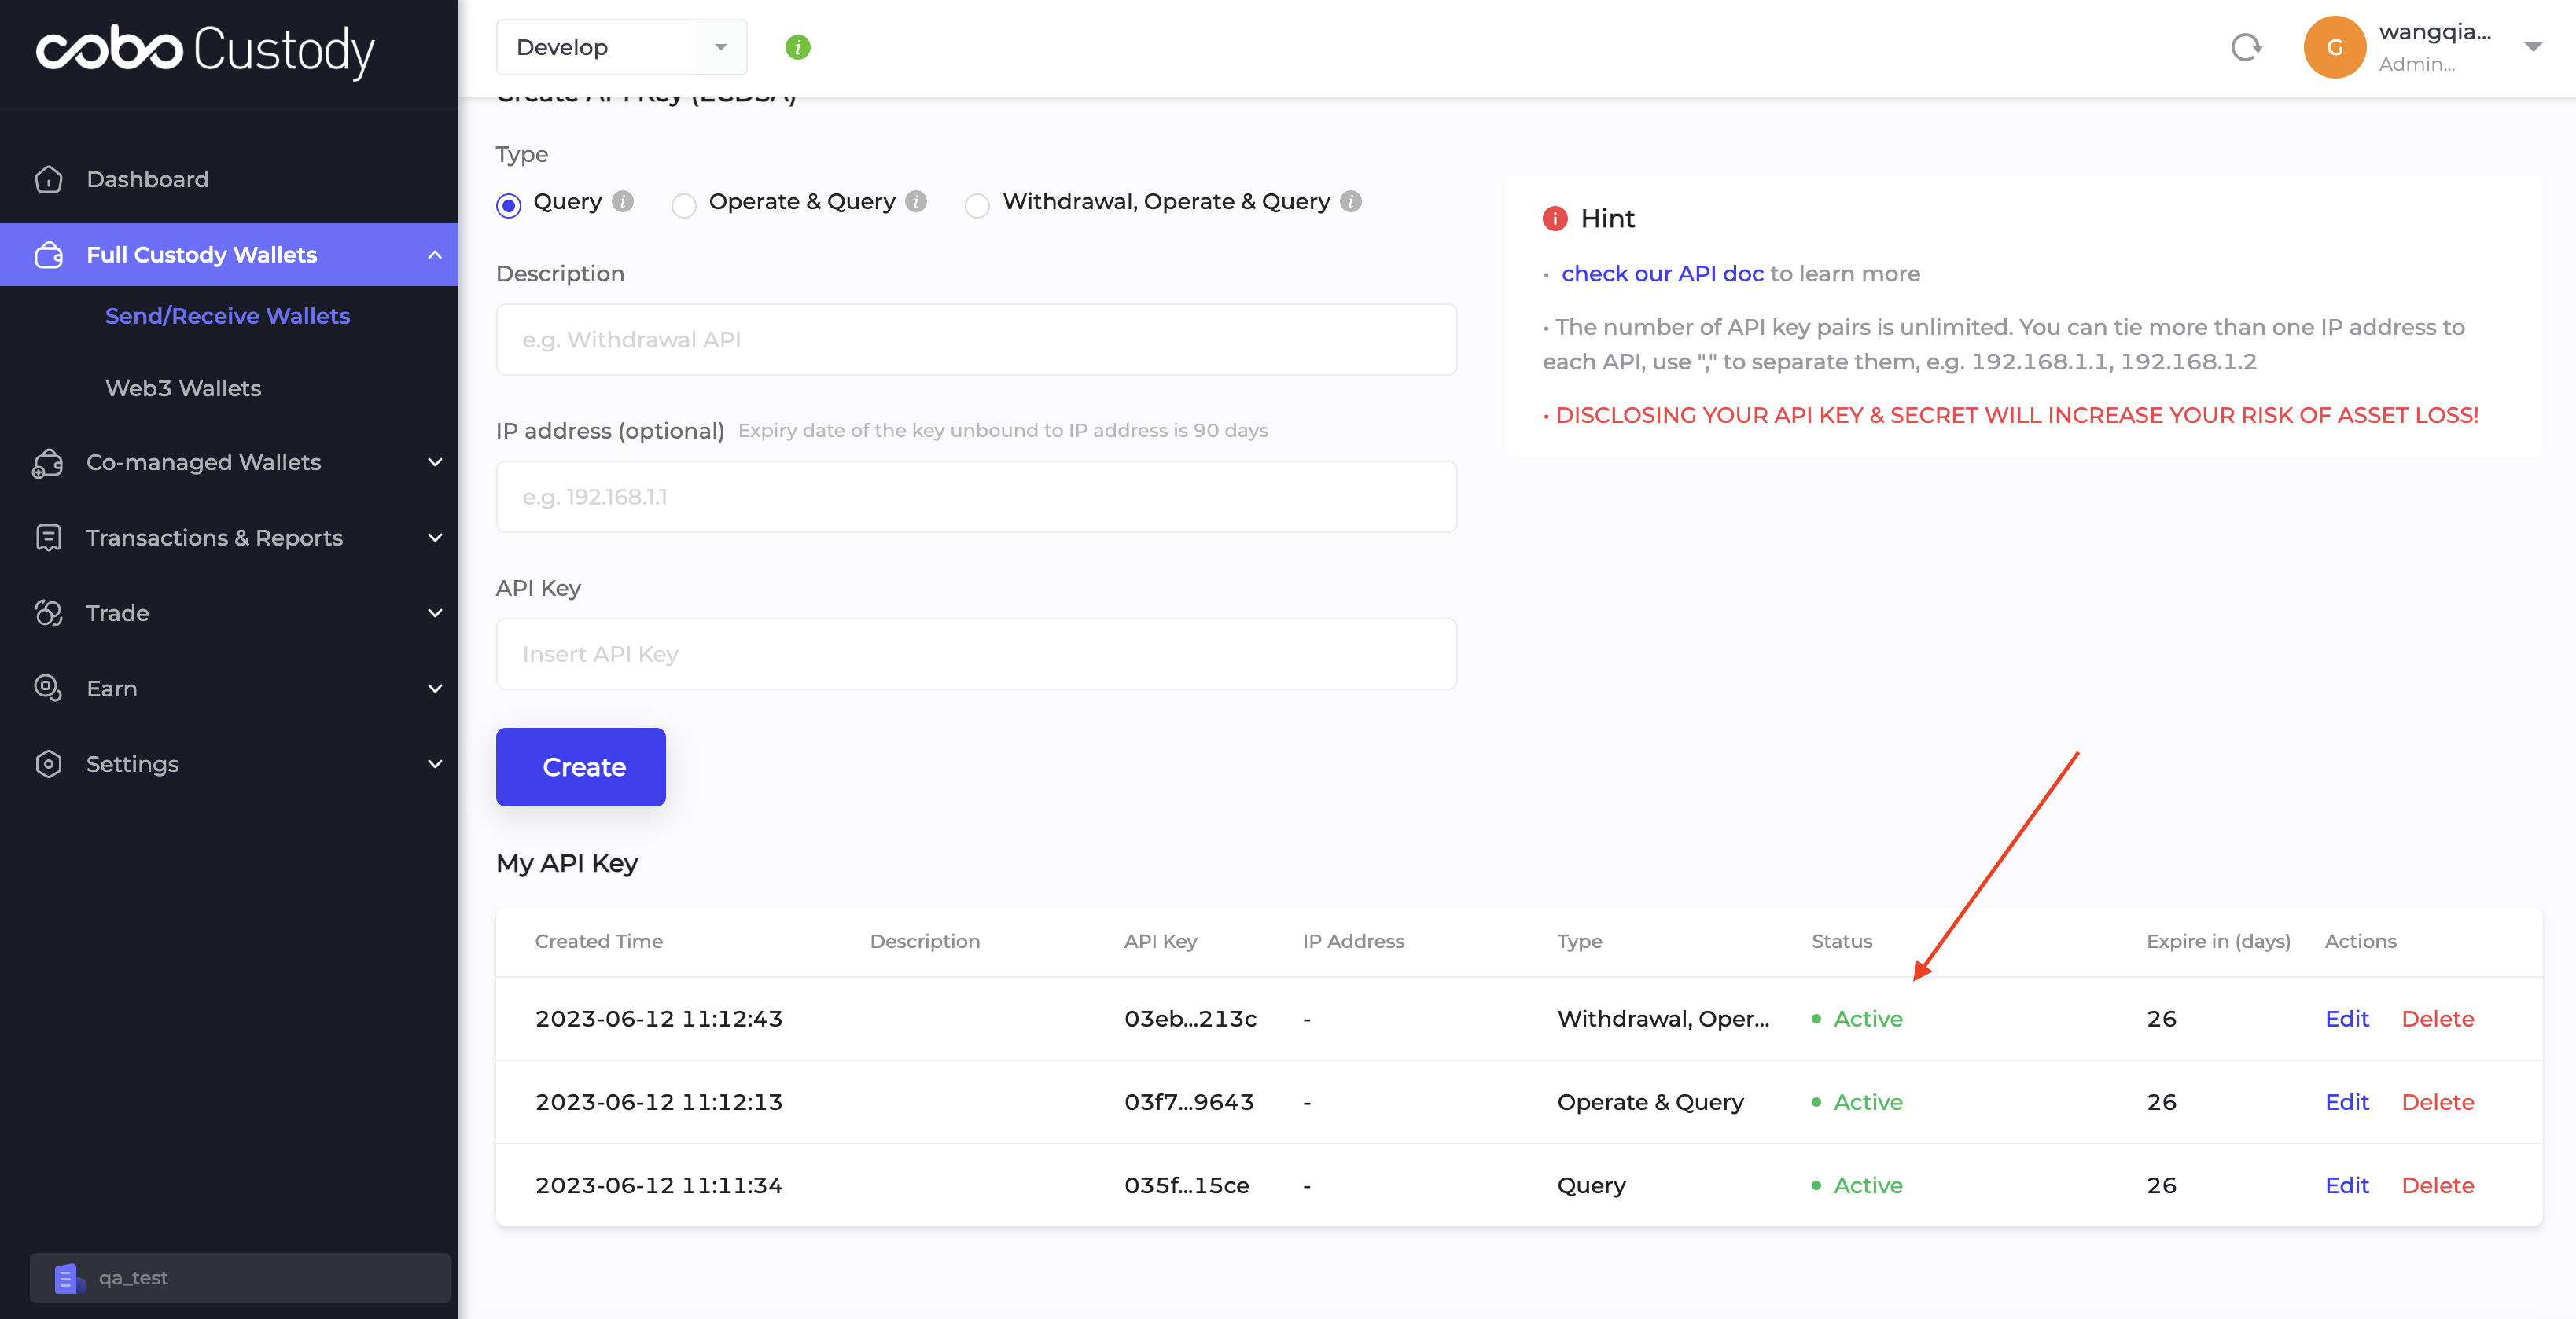 cobo Custody
Develop
wangqia...
Admin...
G
Create API Key (ECDSA)
Dashboard
Full Custody Wallets
Send/Receive Wallets
Web3 Wallets
Co-managed Wallets
Transactions & Reports
Trade
Earn
Settings
qa_test
Type
Query
Operate & Query
Withdrawal, Operate & Query
Description
e.g. Withdrawal API
IP address (optional) Expiry date of the key unbound to IP address is 90 days
e.g. 192.168.1.1
API Key
Insert API Key
Create
Hint
• check our API doc to learn more
• The number of API key pairs is unlimited. You can tie more than one IP address to
each API, use "," to separate them, e.g. 192.168.1.1, 192.168.1.2
• DISCLOSING YOUR API KEY & SECRET WILL INCREASE YOUR RISK OF ASSET LOSS!
My API Key
Created Time Description API Key IP Address Type Status Expire in (days) Actions
2023-06-12 11:12:43 03eb...213c - Withdrawal, Oper... Active 26 Edit Delete
2023-06-12 11:12:13 03f7...9643 - Operate & Query Active 26 Edit Delete
2023-06-12 11:11:34 035f...15ce - Query Active 26 Edit Delete